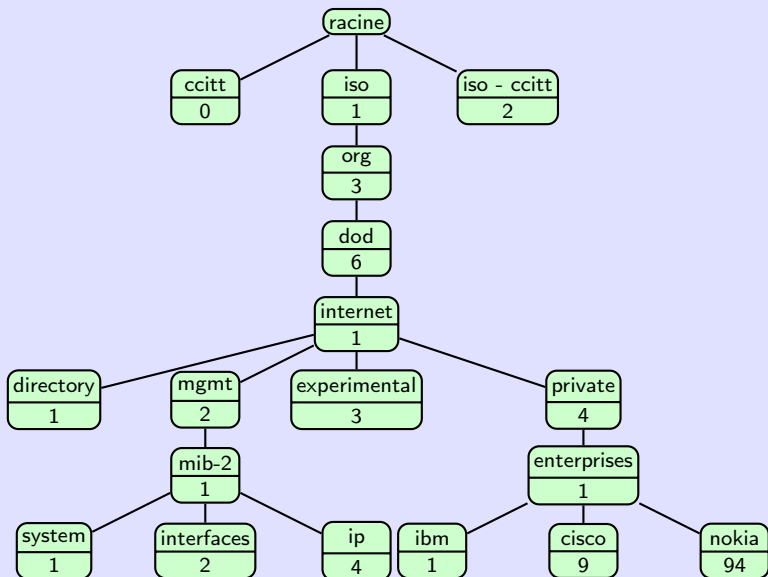 racine
ccitt
0
iso
1
iso - ccitt
2
org
3
dod
6
internet
1
directory
1
mgmt
2
experimental
3
private
4
mib-2
1
enterprises
1
system
1
interfaces
2
ip
4
ibm
1
cisco
9
nokia
94